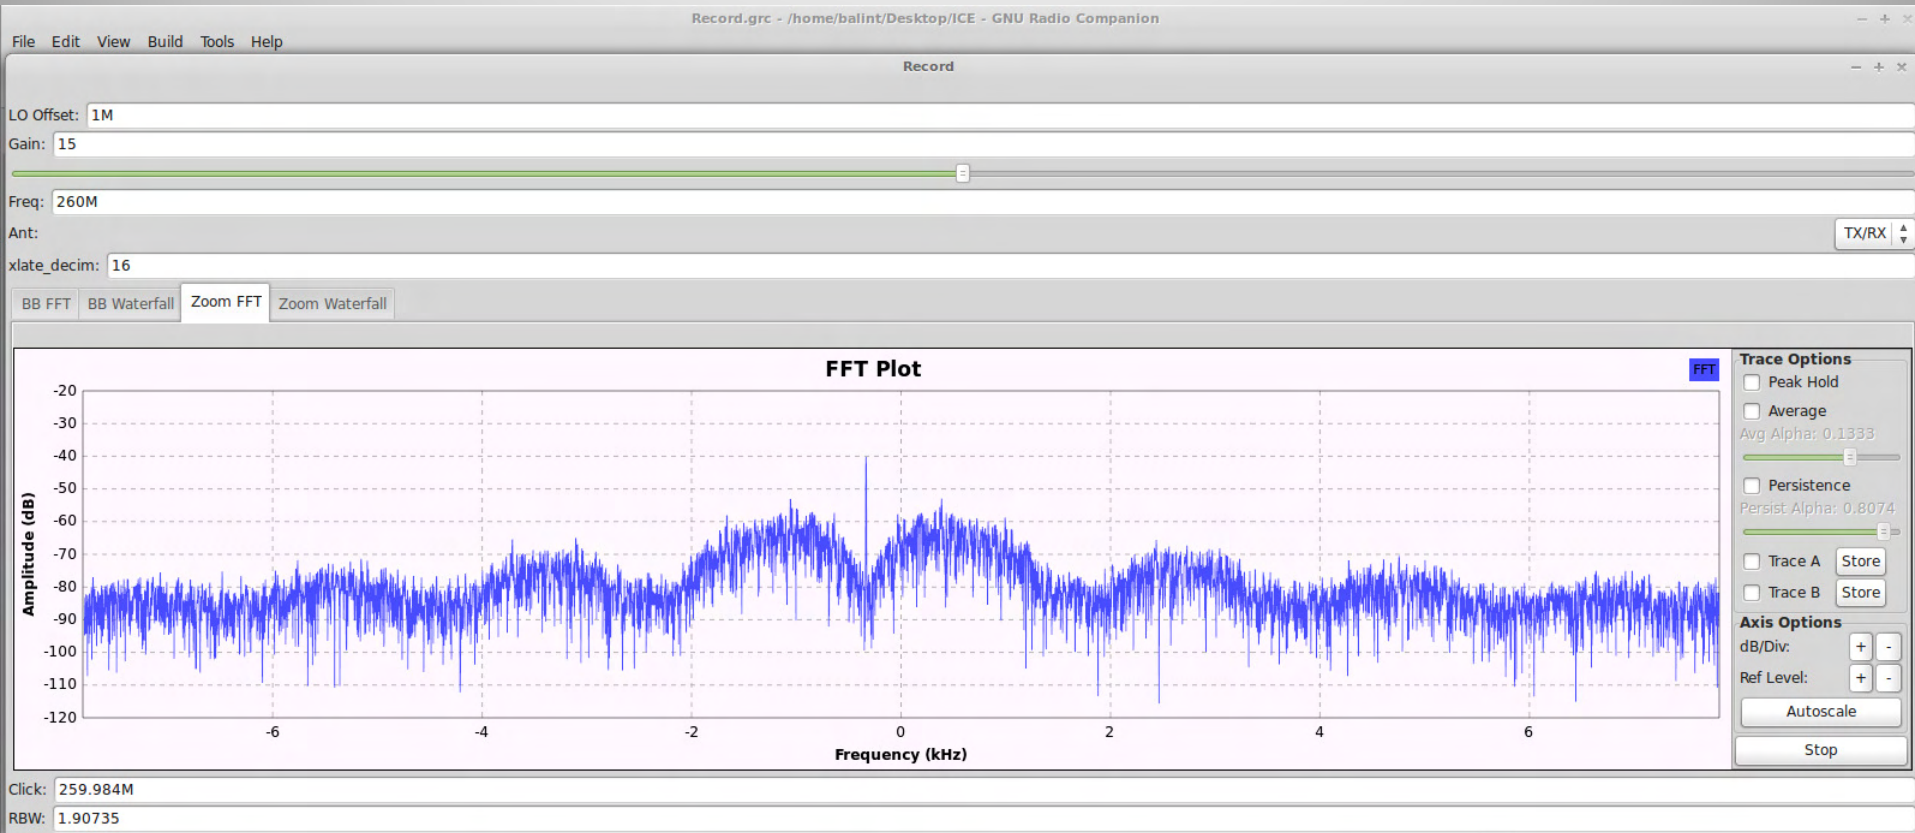 Record.grc - /home/balint/Desktop/ICE - GNU Radio Companion
File Edit View Build Tools Help
Record
LO Offset: 1M
Gain: 15
Freq: 260M
Ant: TX/RX
xlate_decim: 16
BB FFT BB Waterfall Zoom FFT Zoom Waterfall
FFT Plot
FFT
Amplitude (dB)
-20
-30
-40
-50
-60
-70
-80
-90
-100
-110
-120
-6 -4 -2 0 2 4 6
Frequency (kHz)
Trace Options
Peak Hold
Average
Avg Alpha: 0.1333
Persistence
Persist Alpha: 0.8074
Trace A Store
Trace B Store
Axis Options
dB/Div: + -
Ref Level: + -
Autoscale
Stop
Click: 259.984M
RBW: 1.90735